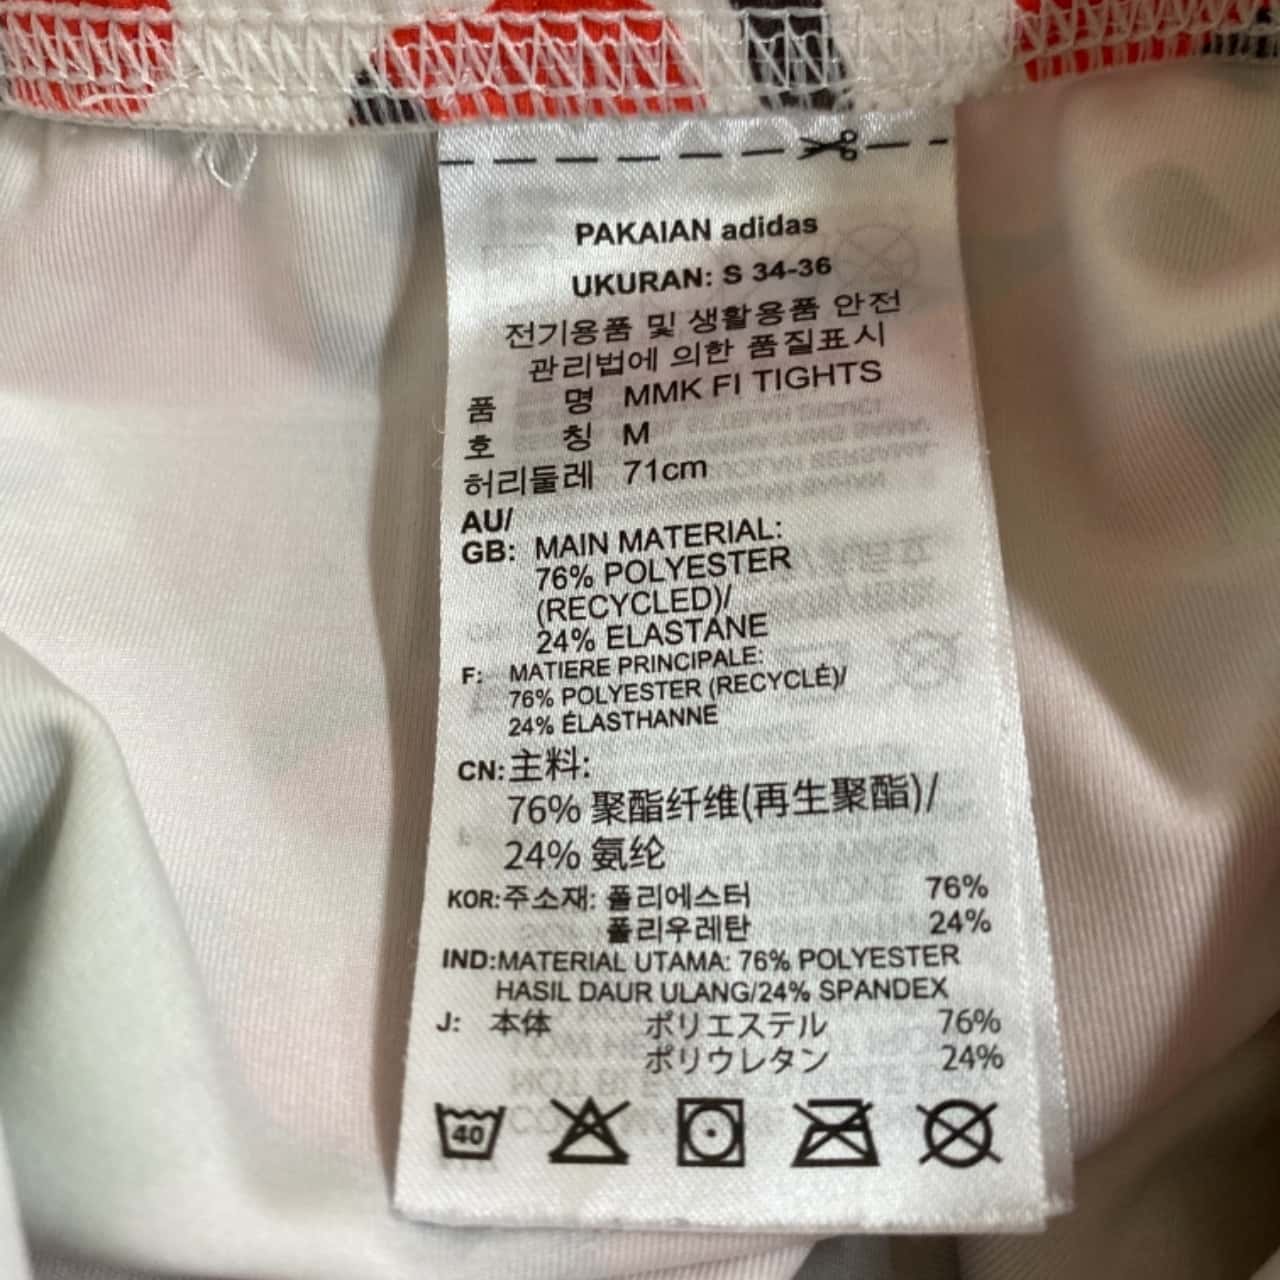 PAKAIAN adidas
UKURAN: S 34-36
전기용품 및 생활용품 안전
관리법에 의한 품질표시
품 명 MMK FI TIGHTS
호 칭 M
허리둘레 71cm
AU/
GB: MAIN MATERIAL:
76% POLYESTER
(RECYCLED)/
24% ELASTANE
F: MATIERE PRINCIPALE:
76% POLYESTER (RECYCLÉ)/
24% ÉLASTHANNE
CN:主料:
76% 聚酯纤维(再生聚酯)/
24% 氨纶
KOR:주소재: 폴리에스터 76%
폴리우레탄 24%
IND:MATERIAL UTAMA: 76% POLYESTER
HASIL DAUR ULANG/24% SPANDEX
J: 本体 ポリエステル 76%
ポリウレタン 24%
40